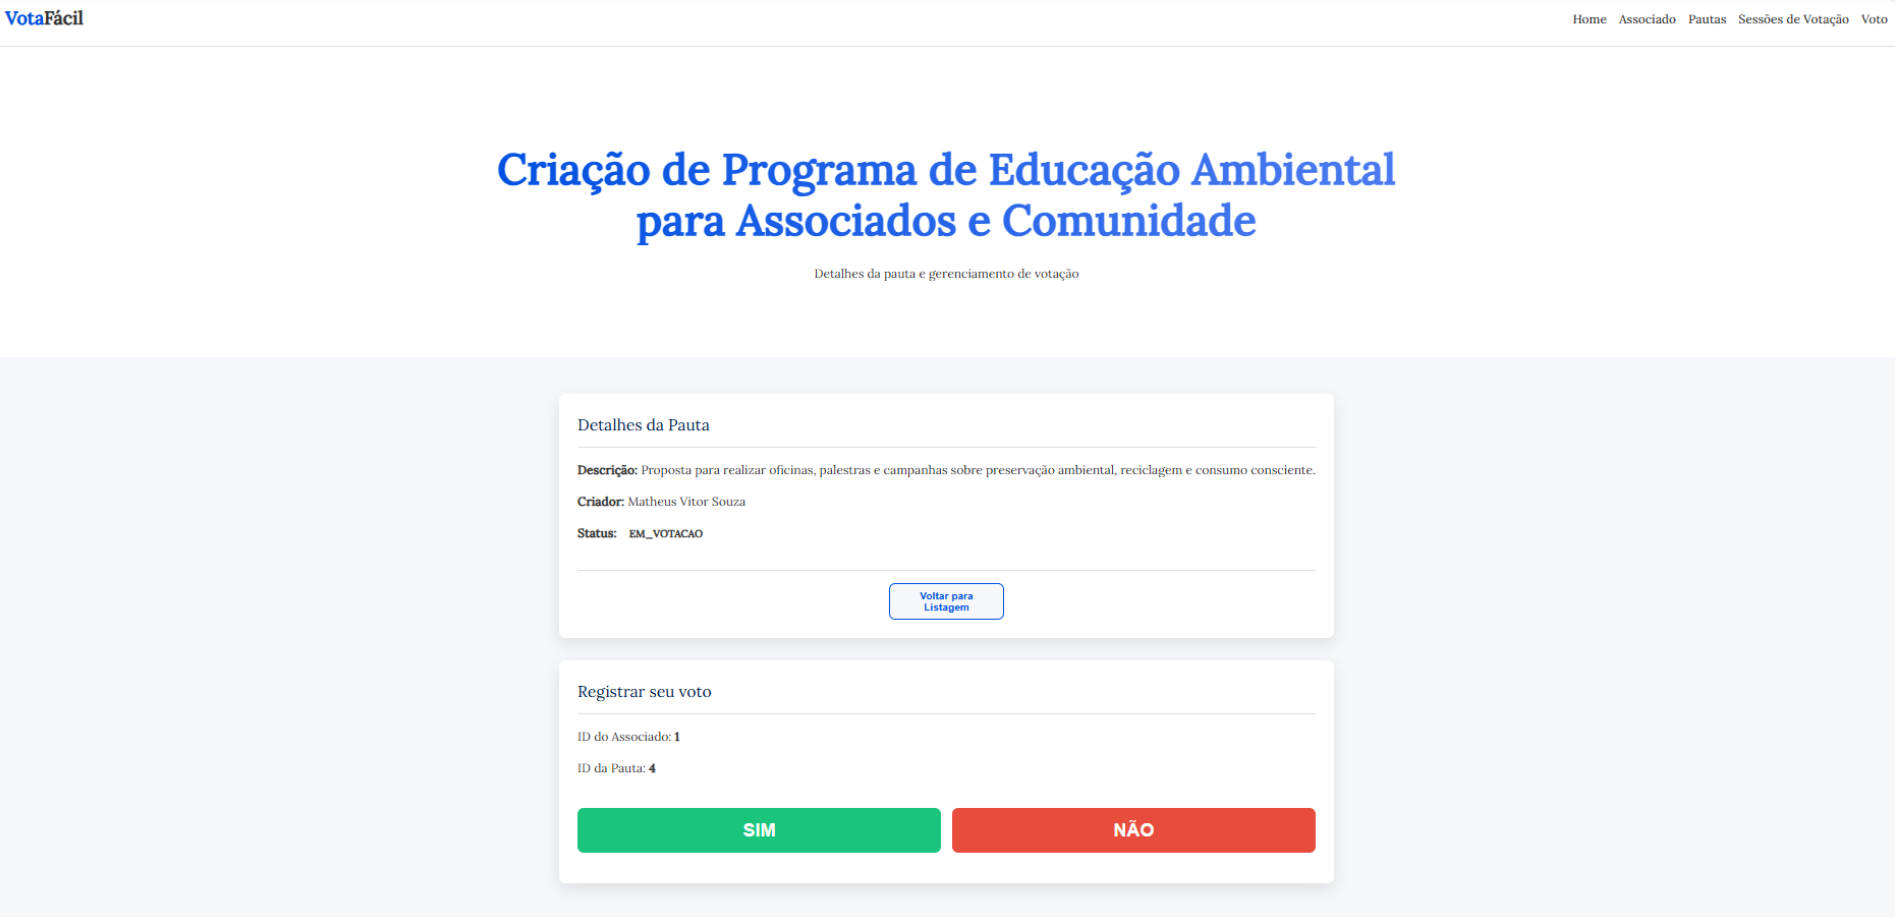 VotaFácil
Home Associado Pautas Sessões de Votação Voto
Criação de Programa de Educação Ambiental
para Associados e Comunidade
Detalhes da pauta e gerenciamento de votação
Detalhes da Pauta
Descrição: Proposta para realizar oficinas, palestras e campanhas sobre preservação ambiental, reciclagem e consumo consciente.
Criador: Matheus Vitor Souza
Status: EM_VOTACAO
Voltar para
Listagem
Registrar seu voto
ID do Associado: 1
ID da Pauta: 4
SIM NÃO